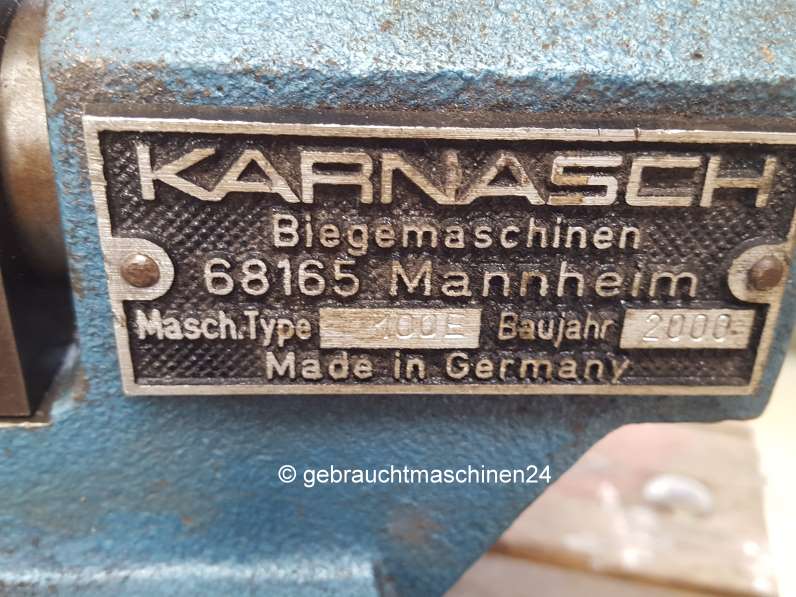 KARNASCH
Biegemaschinen
68165 Mannheim
Masch.Type 100E Baujahr 2000
Made in Germany
© gebrauchtmaschinen24